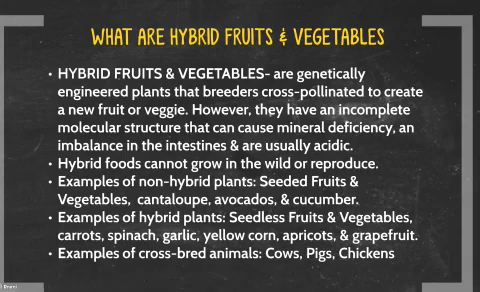 WHAT ARE HYBRID FRUITS & VEGETABLES
• HYBRID FRUITS & VEGETABLES- are genetically
engineered plants that breeders cross-pollinated to create
a new fruit or veggie. However, they have an incomplete
molecular structure that can cause mineral deficiency, an
imbalance in the intestines & are usually acidic.
• Hybrid foods cannot grow in the wild or reproduce.
• Examples of non-hybrid plants: Seeded Fruits &
Vegetables, cantaloupe, avocados, & cucumber.
• Examples of hybrid plants: Seedless Fruits & Vegetables,
carrots, spinach, garlic, yellow corn, apricots, & grapefruit.
• Examples of cross-bred animals: Cows, Pigs, Chickens